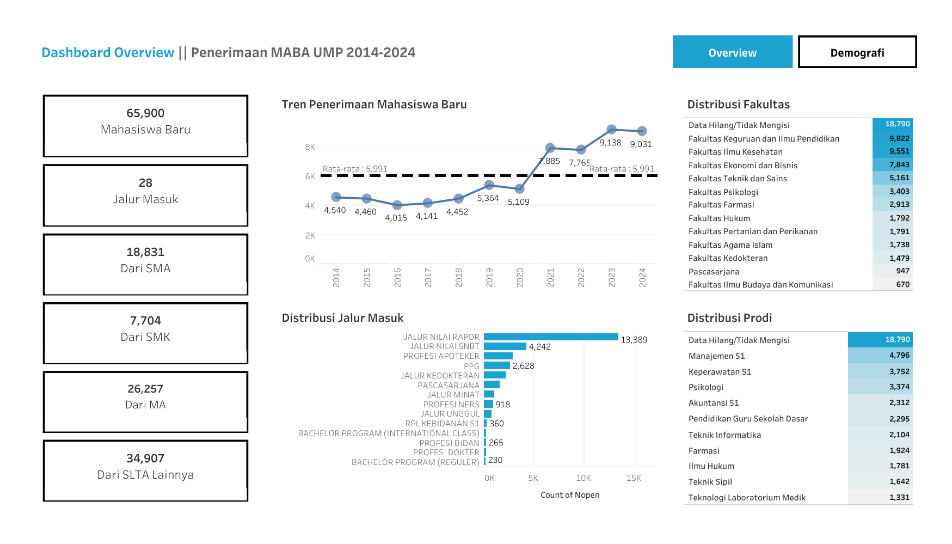 Dashboard Overview || Penerimaan MABA UMP 2014-2024
Overview
Demografi
65,900
Mahasiswa Baru
28
Jalur Masuk
18,831
Dari SMA
7,704
Dari SMK
26,257
Dari MA
34,907
Dari SLTA Lainnya
Tren Penerimaan Mahasiswa Baru
8K
6K
4K
2K
0K
Rata-rata : 5,991
Rata-rata : 5,991
4,540
4,460
4,015
4,141
4,452
5,364
5,109
7,885
7,765
9,138
9,031
2014
2015
2016
2017
2018
2019
2020
2021
2022
2023
2024
Distribusi Jalur Masuk
JALUR NILAI RAPOR 13,389
JALUR NILAI SNBT 4,242
PROFESI APOTEKER
PPG 2,628
JALUR KEDOKTERAN
PASCASARJANA
JALUR MINAT
PROFESI NERS 918
JALUR UNGGUL
RPL KEBIDANAN S1 360
BACHELOR PROGRAM (INTERNATIONAL CLASS)
PROFESI BIDAN 265
PROFESI DOKTER
BACHELOR PROGRAM (REGULER) 230
0K 5K 10K 15K
Count of Nopen
Distribusi Fakultas
Data Hilang/Tidak Mengisi 18,790
Fakultas Keguruan dan Ilmu Pendidikan 9,822
Fakultas Ilmu Kesehatan 9,551
Fakultas Ekonomi dan Bisnis 7,843
Fakultas Teknik dan Sains 5,161
Fakultas Psikologi 3,403
Fakultas Farmasi 2,913
Fakultas Hukum 1,792
Fakultas Pertanian dan Perikanan 1,791
Fakultas Agama Islam 1,738
Fakultas Kedokteran 1,479
Pascasarjana 947
Fakultas Ilmu Budaya dan Komunikasi 670
Distribusi Prodi
Data Hilang/Tidak Mengisi 18,790
Manajemen S1 4,796
Keperawatan S1 3,752
Psikologi 3,374
Akuntansi S1 2,312
Pendidikan Guru Sekolah Dasar 2,295
Teknik Informatika 2,104
Farmasi 1,924
Ilmu Hukum 1,781
Teknik Sipil 1,642
Teknologi Laboratorium Medik 1,331